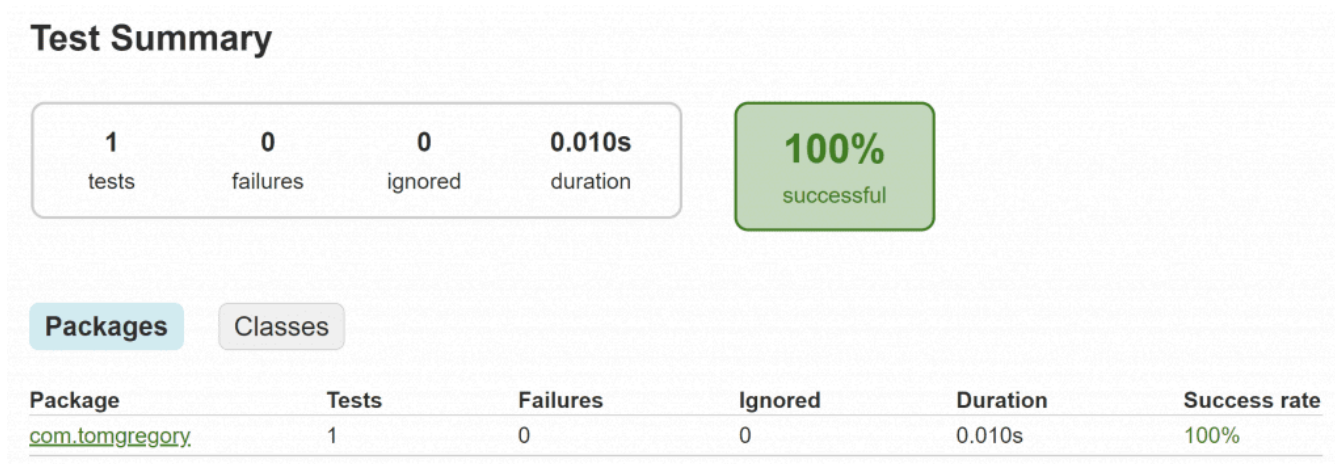 Test Summary
1 0 0 0.010s
tests failures ignored duration
100%
successful
Packages Classes
Package Tests Failures Ignored Duration Success rate
com.tomgregory 1 0 0 0.010s 100%